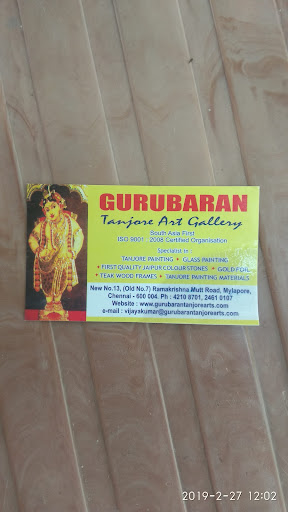 GURUBARAN
Tanjore Art Gallery
South Asia First
ISO 9001 : 2008 Certified Organisation
Specialist in :
TANJORE PAINTING • GLASS PAINTING
• FIRST QUALITY JAIPUR COLOUR STONES • GOLD FOIL
• TEAK WOOD FRAMES • TANJORE PAINTING MATERIALS
New No.13, (Old No.7) Ramakrishna Mutt Road, Mylapore,
Chennai - 600 004. Ph : 4210 8701, 2461 0107
Website : www.gurubarantanjorearts.com
e-mail : vijayakumar@gurubarantanjorearts.com
2019-2-27 12:02